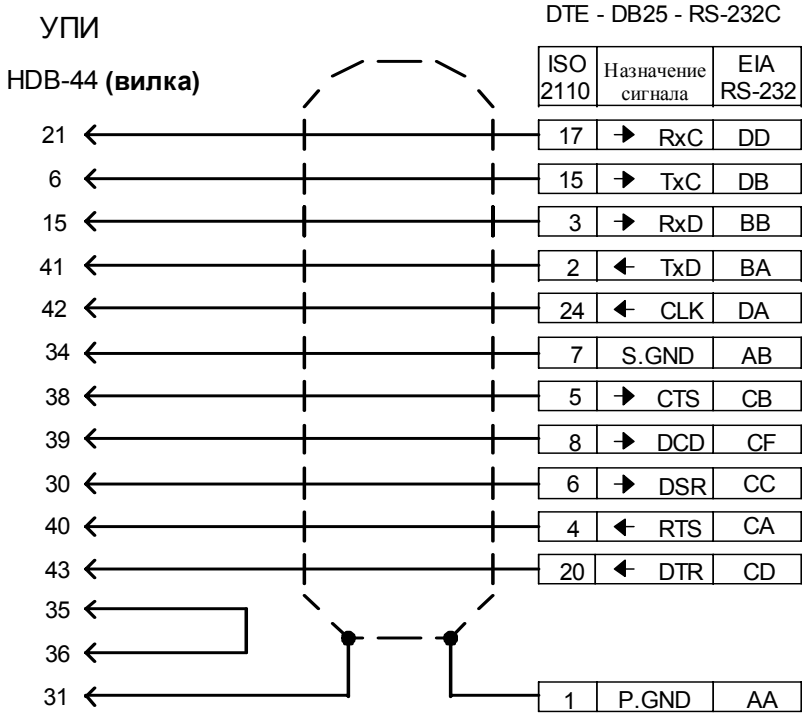 DTE - DB25 - RS-232C
УПИ
HDB-44 (вилка)
ISO 2110 Назначение сигнала EIA RS-232
21 17 RxC DD
6 15 TxC DB
15 3 RxD BB
41 2 TxD BA
42 24 CLK DA
34 7 S.GND AB
38 5 CTS CB
39 8 DCD CF
30 6 DSR CC
40 4 RTS CA
43 20 DTR CD
35
36
31 1 P.GND AA